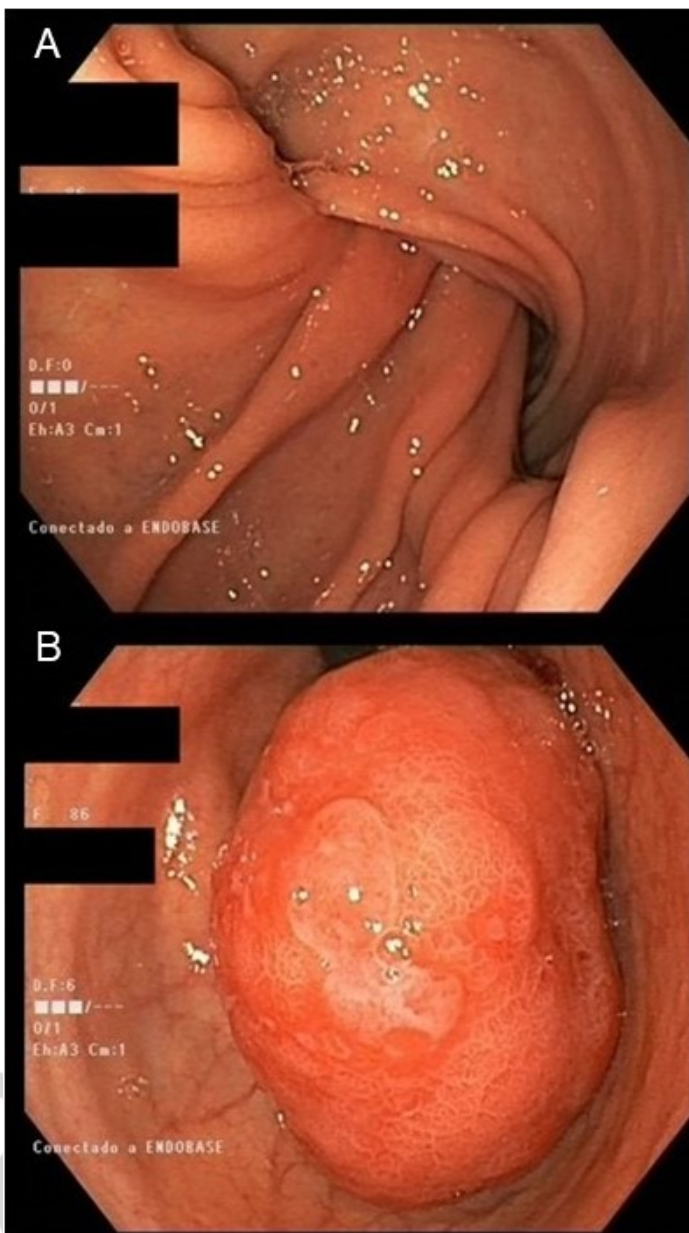 A
D.F:0
■■■/---
0/1
Eh:A3 Cm:1
Conectado a ENDOBASE
B
F 86
D.F:6
■■■/---
0/1
Eh:A3 Cm:1
Conectado a ENDOBASE